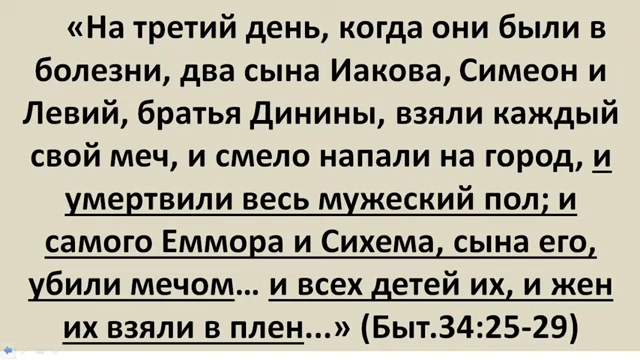 «На третий день, когда они были в
болезни, два сына Иакова, Симеон и
Левий, братья Динины, взяли каждый
свой меч, и смело напали на город, и
умертвили весь мужеский пол; и
самого Еммора и Сихема, сына его,
убили мечом… и всех детей их, и жен
их взяли в плен...» (Быт.34:25-29)